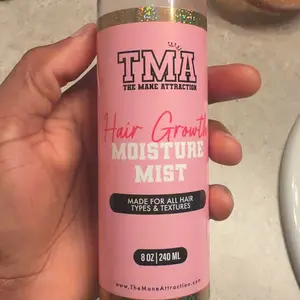 TMA
THE MANE ATTRACTION
Hair Growth
MOISTURE
MIST
MADE FOR ALL HAIR
TYPES & TEXTURES
8 OZ | 240 ML
www.TheManeAttraction.com